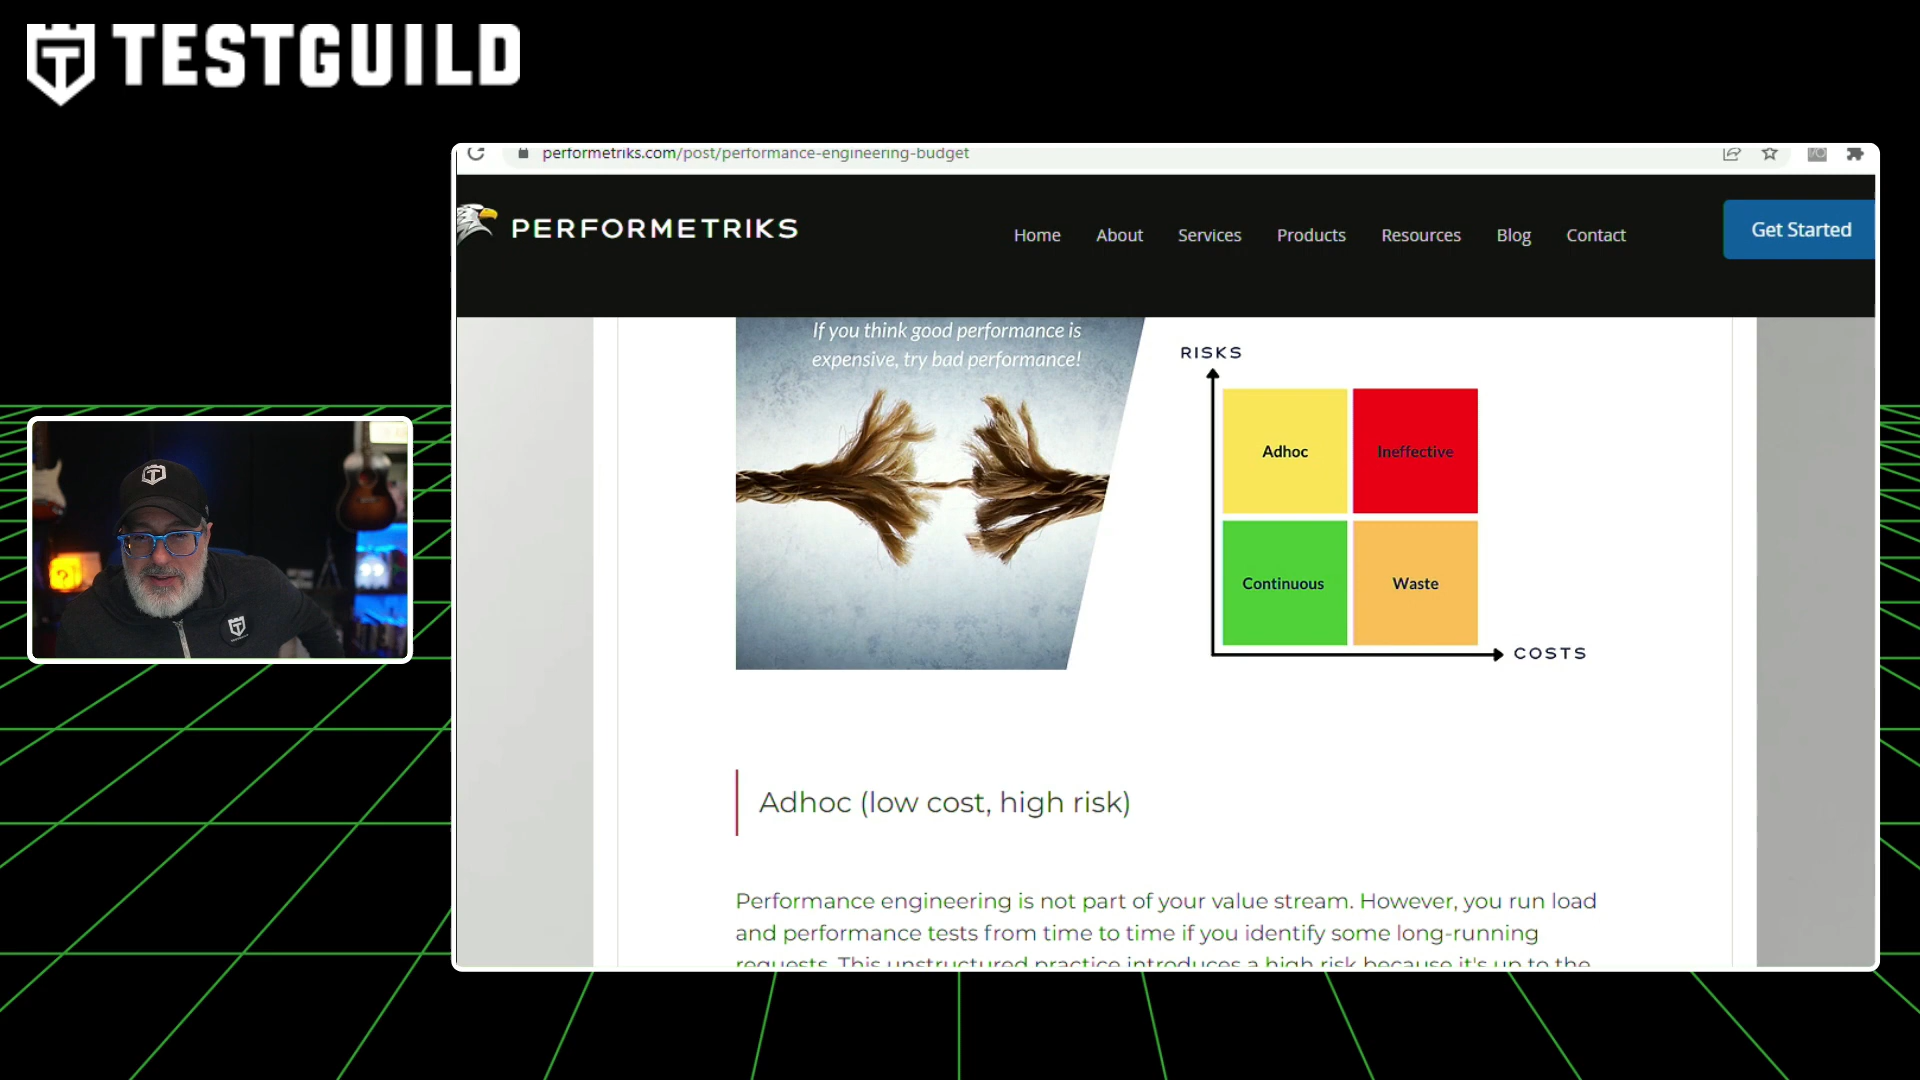 TESTGUILD
performetriks.com/post/performance-engineering-budget
PERFORMETRIKS
Home
About
Services
Products
Resources
Blog
Contact
Get Started
If you think good performance is
expensive, try bad performance!
RISKS
Adhoc
Ineffective
Continuous
Waste
COSTS
Adhoc (low cost, high risk)
Performance engineering is not part of your value stream. However, you run load
and performance tests from time to time if you identify some long-running
requests. This unstructured practice introduces a high risk because it's up to the